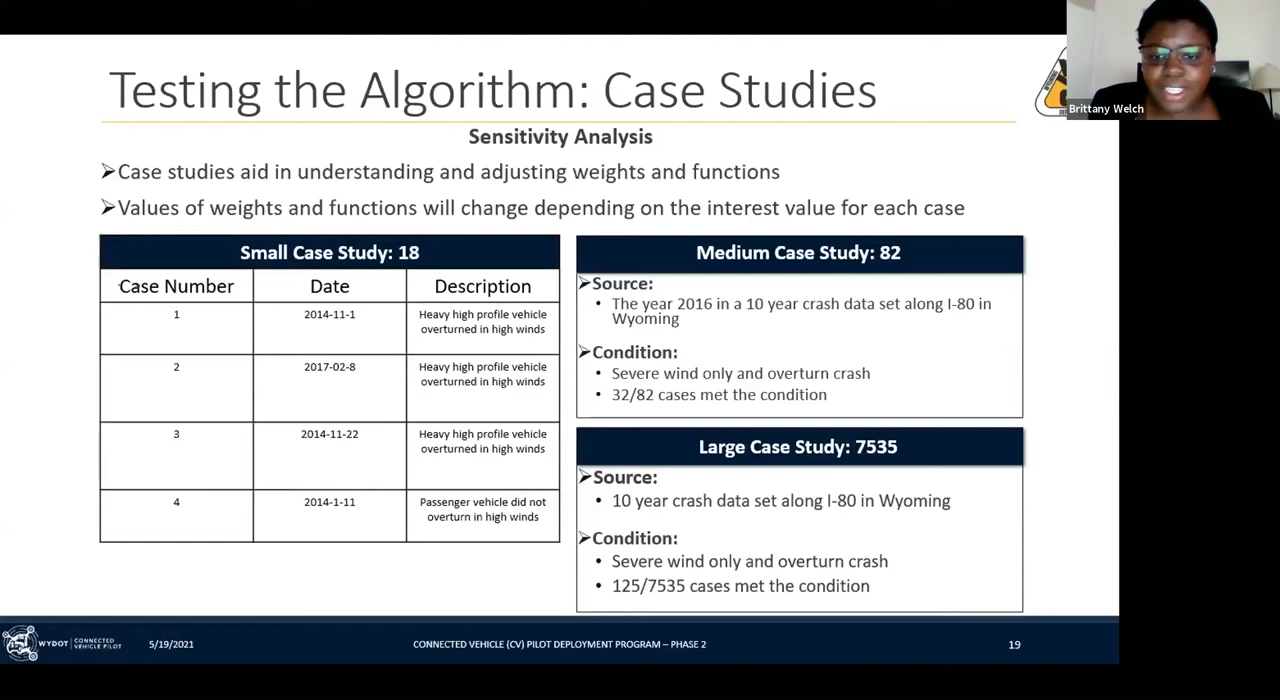 Testing the Algorithm: Case Studies
Brittany Welch
Sensitivity Analysis
➢Case studies aid in understanding and adjusting weights and functions
➢Values of weights and functions will change depending on the interest value for each case
Small Case Study: 18
Case Number Date Description
1 2014-11-1 Heavy high profile vehicle
overturned in high winds
2 2017-02-8 Heavy high profile vehicle
overturned in high winds
3 2014-11-22 Heavy high profile vehicle
overturned in high winds
4 2014-1-11 Passenger vehicle did not
overturn in high winds
Medium Case Study: 82
➢Source:
• The year 2016 in a 10 year crash data set along I-80 in
Wyoming
➢Condition:
• Severe wind only and overturn crash
• 32/82 cases met the condition
Large Case Study: 7535
➢Source:
• 10 year crash data set along I-80 in Wyoming
➢Condition:
• Severe wind only and overturn crash
• 125/7535 cases met the condition
WYDOT | CONNECTED
VEHICLE PILOT
5/19/2021
CONNECTED VEHICLE (CV) PILOT DEPLOYMENT PROGRAM – PHASE 2
19